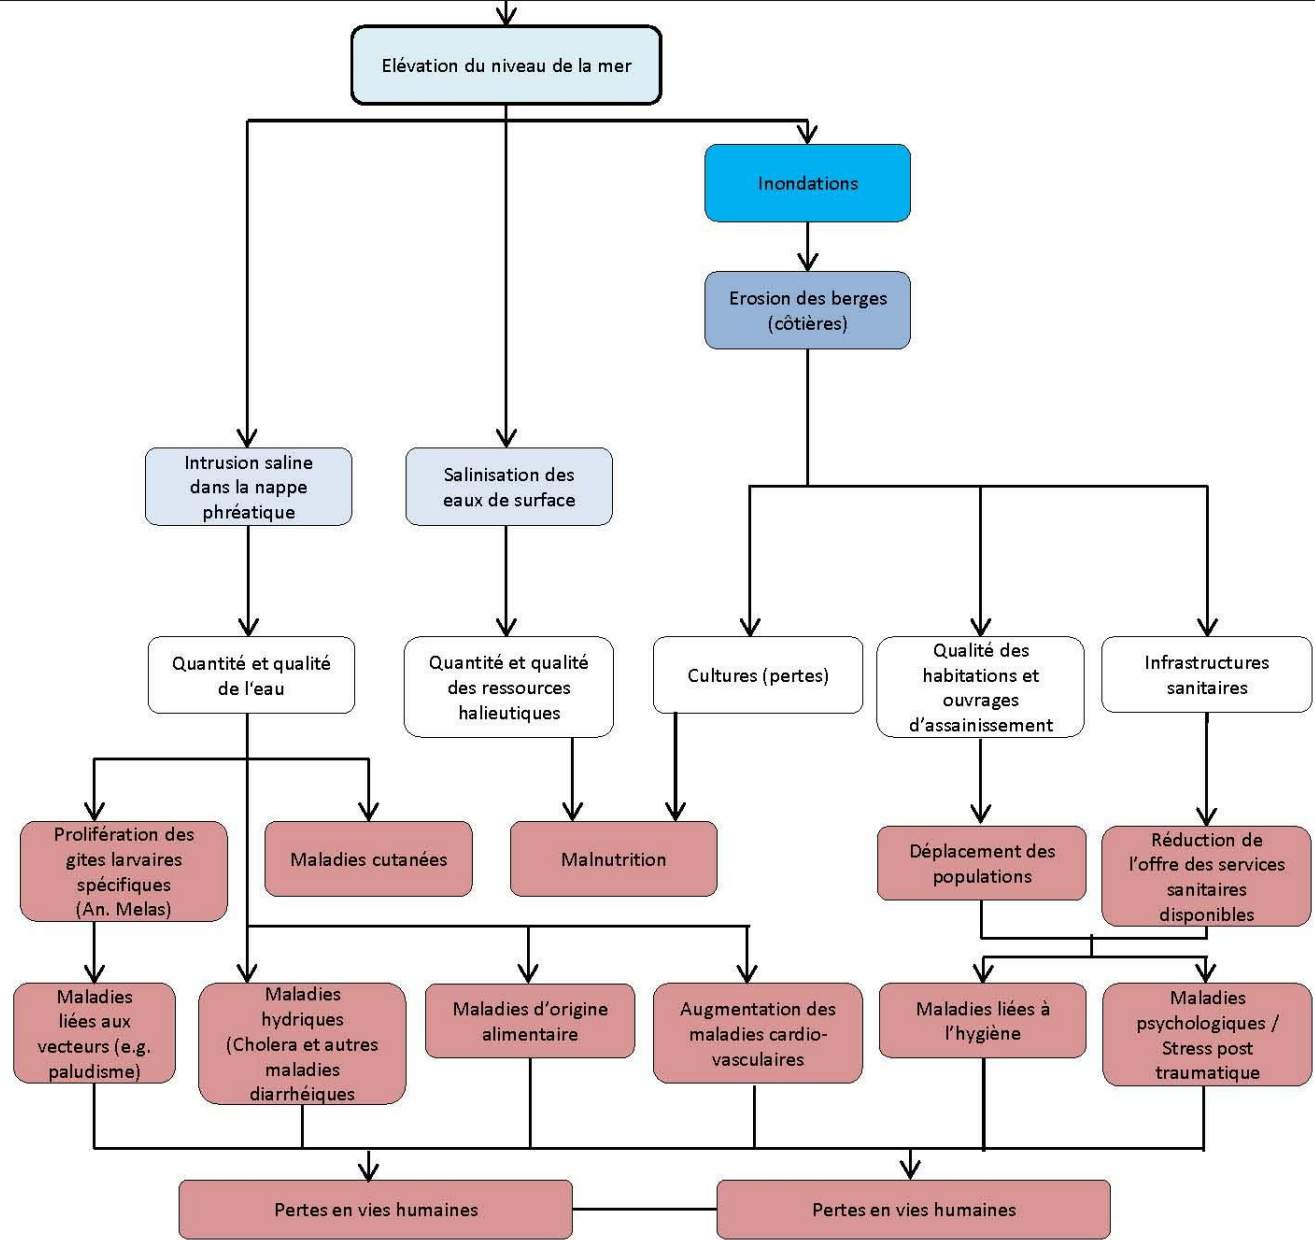 Elévation du niveau de la mer
Inondations
Erosion des berges
(côtières)
Intrusion saline
dans la nappe
phréatique
Salinisation des
eaux de surface
Quantité et qualité
de l'eau
Quantité et qualité
des ressources
halieutiques
Cultures (pertes)
Qualité des
habitations et
ouvrages
d'assainissement
Infrastructures
sanitaires
Prolifération des
gites larvaires
spécifiques
(An. Melas)
Maladies cutanées
Malnutrition
Déplacement des
populations
Réduction de
l'offre des services
sanitaires
disponibles
Maladies
liées aux
vecteurs (e.g.
paludisme)
Maladies
hydriques
(Cholera et autres
maladies
diarrhéiques
Maladies d'origine
alimentaire
Augmentation des
maladies cardio-
vasculaires
Maladies liées à
l'hygiène
Maladies
psychologiques /
Stress post
traumatique
Pertes en vies humaines
Pertes en vies humaines